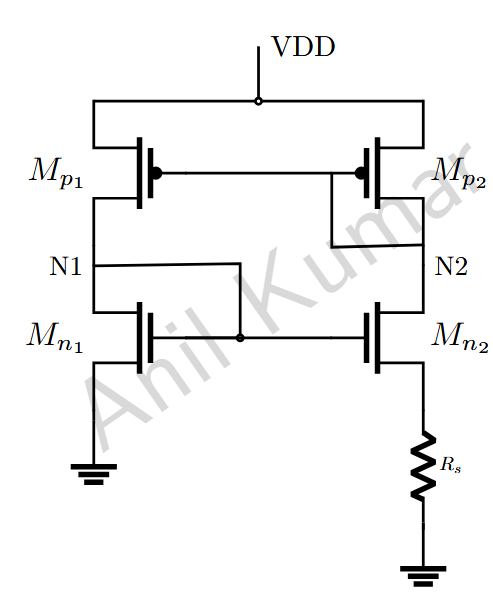 VDD
M_{p_1}
M_{p_2}
N1
N2
M_{n_1}
M_{n_2}
R_s
Anil Kumar